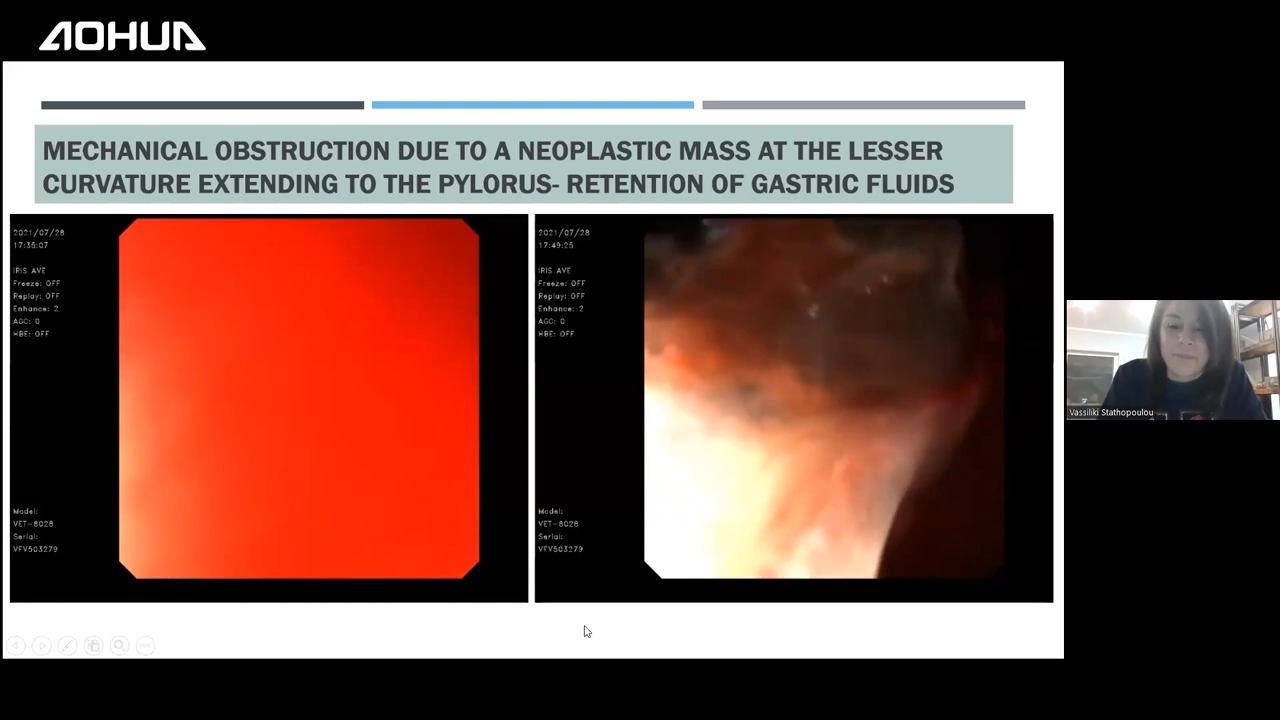 AOHUA
MECHANICAL OBSTRUCTION DUE TO A NEOPLASTIC MASS AT THE LESSER
CURVATURE EXTENDING TO THE PYLORUS- RETENTION OF GASTRIC FLUIDS
2021/07/28
17:35:07
IRIS AVE
Freeze: OFF
Replay: OFF
Enhance: 2
AGC: 0
HBE: OFF
Model:
VET-8028
Serial:
VFV503279
2021/07/28
17:49:25
IRIS AVE
Freeze: OFF
Replay: OFF
Enhance: 2
AGC: 0
HBE: OFF
Model:
VET-8028
Serial:
VFV503279
Vassiliki Stathopoulou